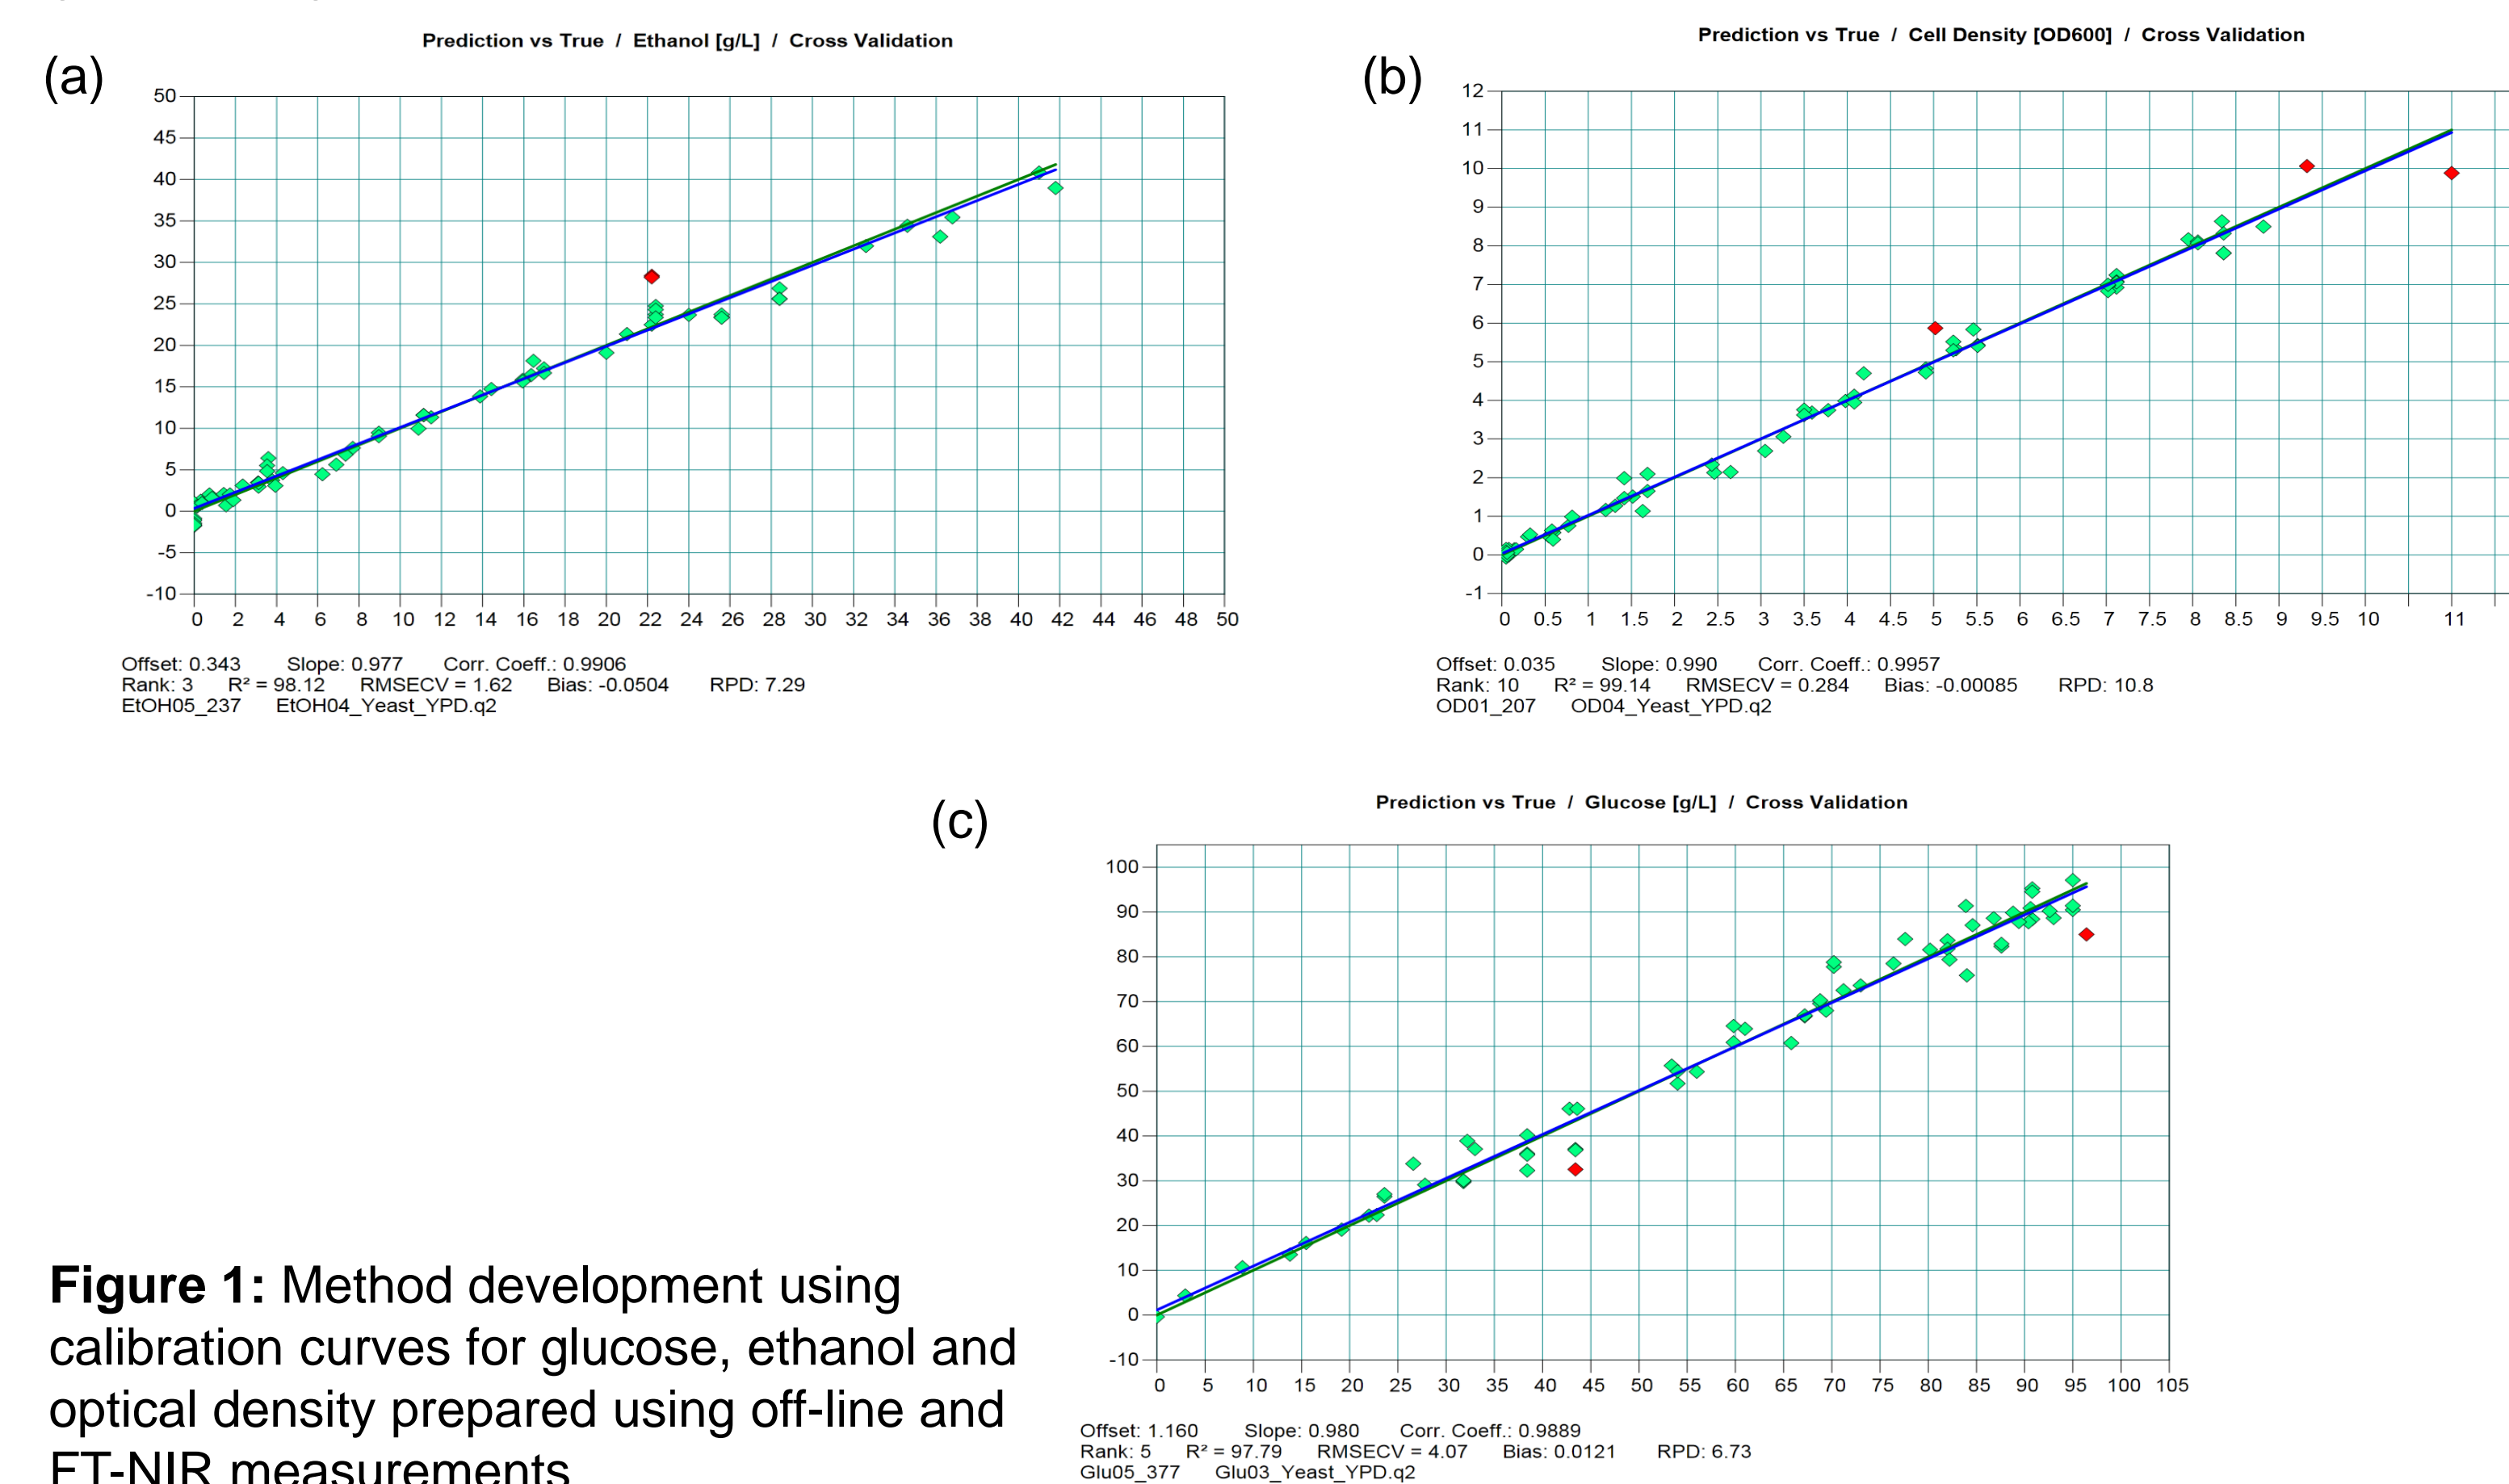 Prediction vs True / Ethanol [g/L] / Cross Validation
(a)
50
45
40
35
30
25
20
15
10
5
0
-5
-10
0 2 4 6 8 10 12 14 16 18 20 22 24 26 28 30 32 34 36 38 40 42 44 46 48 50
Offset: 0.343 Slope: 0.977 Corr. Coeff.: 0.9906
Rank: 3 R² = 98.12 RMSECV = 1.62 Bias: -0.0504 RPD: 7.29
EtOH05_237 EtOH04_Yeast_YPD.q2
Prediction vs True / Cell Density [OD600] / Cross Validation
(b)
12
11
10
9
8
7
6
5
4
3
2
1
0
-1
0 0.5 1 1.5 2 2.5 3 3.5 4 4.5 5 5.5 6 6.5 7 7.5 8 8.5 9 9.5 10 11
Offset: 0.035 Slope: 0.990 Corr. Coeff.: 0.9957
Rank: 10 R² = 99.14 RMSECV = 0.284 Bias: -0.00085 RPD: 10.8
OD01_207 OD04_Yeast_YPD.q2
Prediction vs True / Glucose [g/L] / Cross Validation
(c)
100
90
80
70
60
50
40
30
20
10
0
-10
0 5 10 15 20 25 30 35 40 45 50 55 60 65 70 75 80 85 90 95 100 105
Offset: 1.160 Slope: 0.980 Corr. Coeff.: 0.9889
Rank: 5 R² = 97.79 RMSECV = 4.07 Bias: 0.0121 RPD: 6.73
Glu05_377 Glu03_Yeast_YPD.q2
Figure 1: Method development using
calibration curves for glucose, ethanol and
optical density prepared using off-line and
FT-NIR measurements